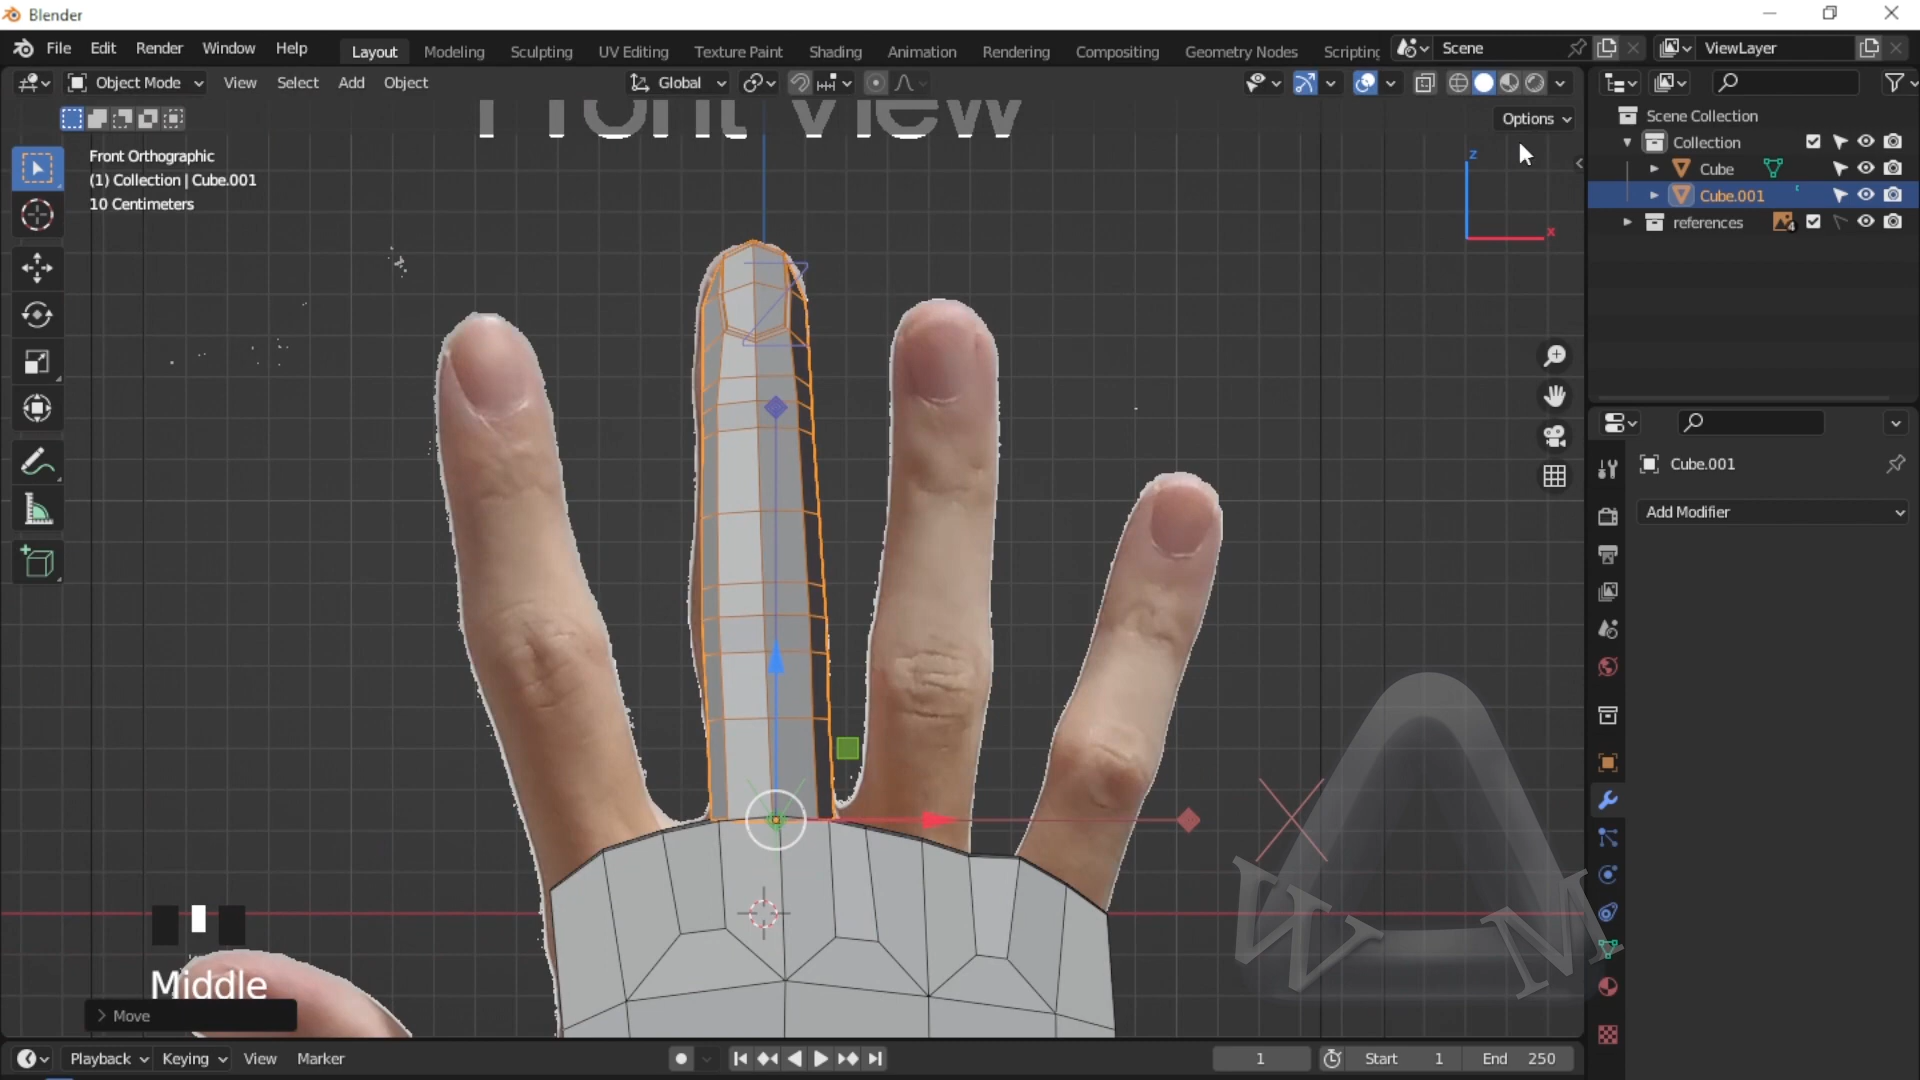 Blender
File Edit Render Window Help
Layout Modeling Sculpting UV Editing Texture Paint Shading Animation Rendering Compositing Geometry Nodes Scripting
Scene
ViewLayer
Object Mode View Select Add Object
Global
Options
Front View
Front Orthographic
(1) Collection | Cube.001
10 Centimeters
z
x
Scene Collection
Collection
Cube
Cube.001
references
4
Cube.001
Add Modifier
W M
Middle
Move
Playback Keying View Marker
1
Start 1
End 250